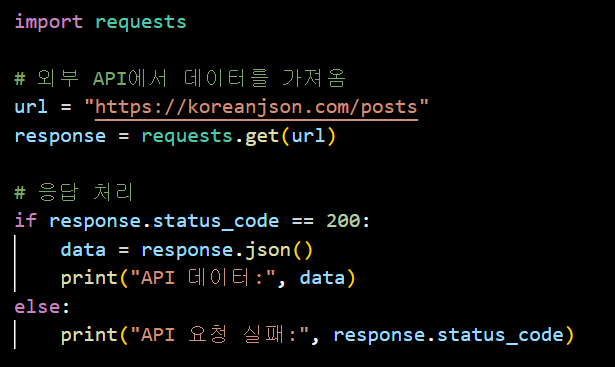 import requests
# 외부 API에서 데이터를 가져옴
url = "https://koreanjson.com/posts"
response = requests.get(url)
# 응답 처리
if response.status_code == 200:
    data = response.json()
    print("API 데이터:", data)
else:
    print("API 요청 실패:", response.status_code)